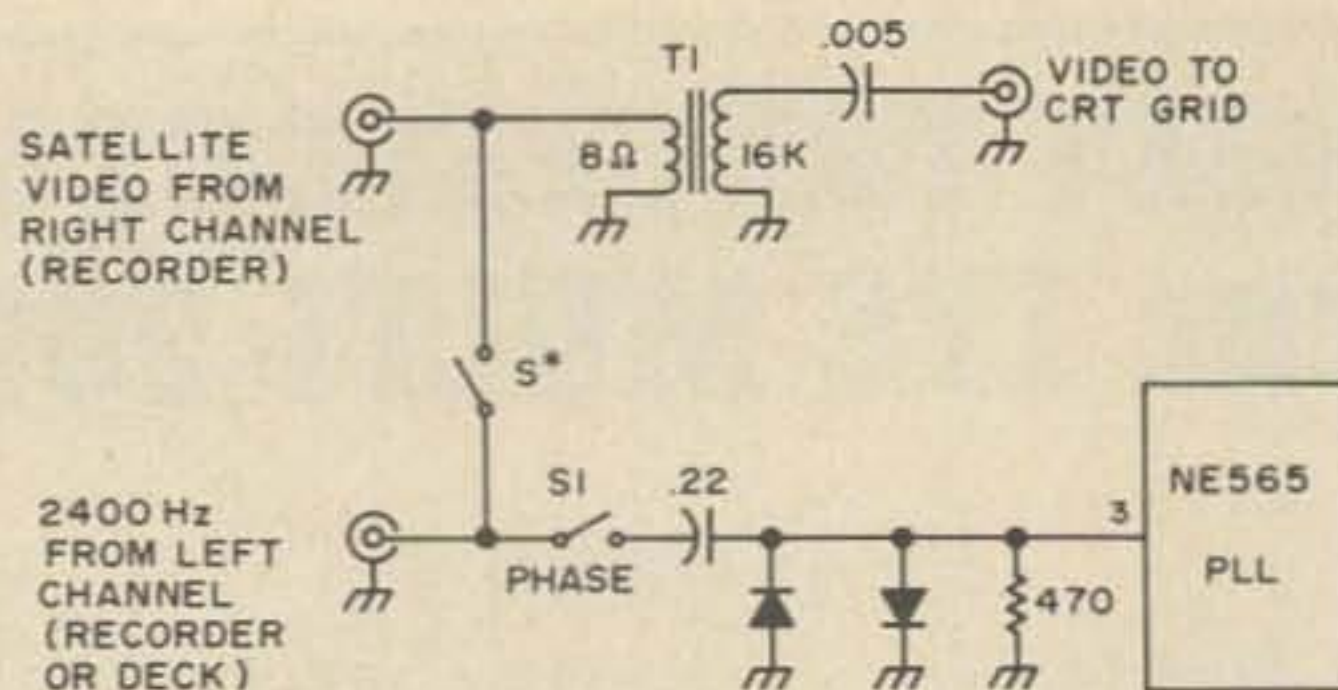 T1
.005
VIDEO TO
CRT GRID
SATELLITE
VIDEO FROM
RIGHT CHANNEL
(RECORDER)
8Ω
16K
S*
2400 Hz
FROM LEFT
CHANNEL
(RECORDER
OR DECK)
S1
PHASE
.22
470
3
NE565
PLL